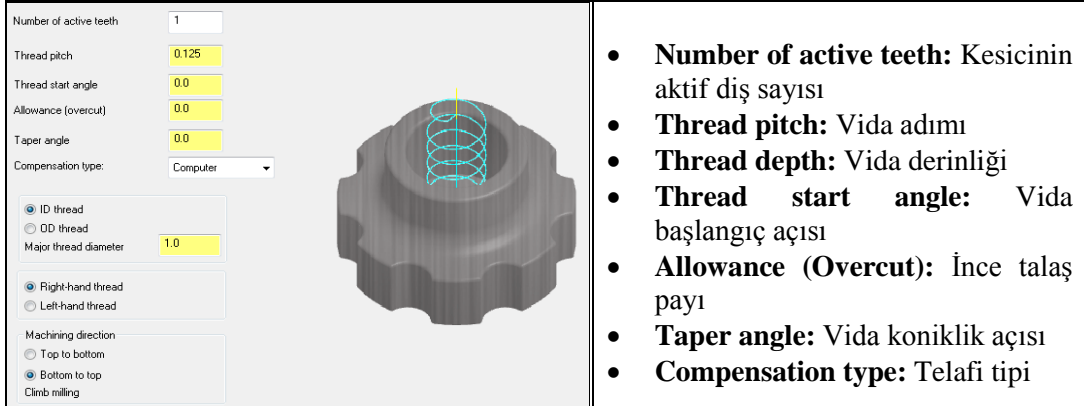 Number of active teeth 1
Thread pitch 0.125
Thread start angle 0.0
Allowance (overcut) 0.0
Taper angle 0.0
Compensation type: Computer
ID thread
OD thread
Major thread diameter 1.0
Right-hand thread
Left-hand thread
Machining direction
Top to bottom
Bottom to top
Climb milling
• Number of active teeth: Kesicinin
aktif diş sayısı
• Thread pitch: Vida adımı
• Thread depth: Vida derinliği
• Thread start angle: Vida
başlangıç açısı
• Allowance (Overcut): İnce talaş
payı
• Taper angle: Vida koniklik açısı
• Compensation type: Telafi tipi